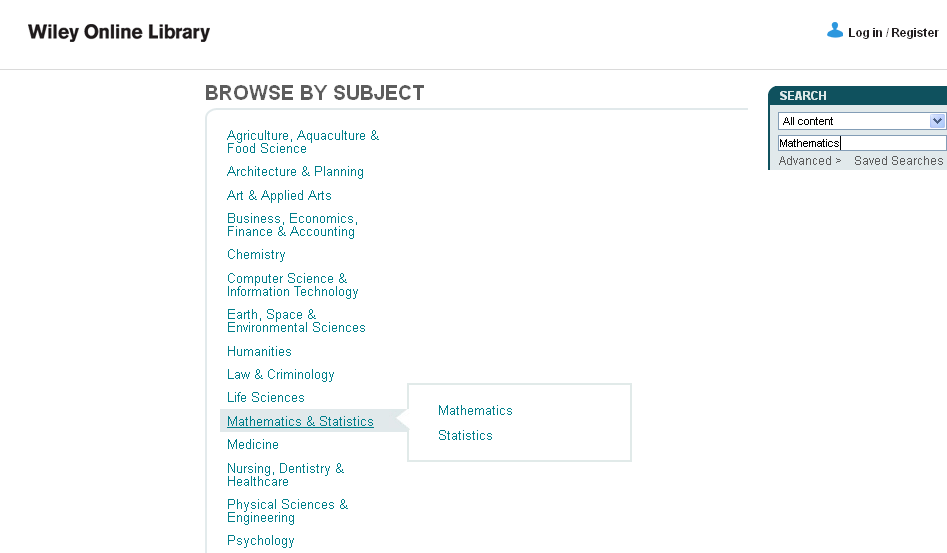 Wiley Online Library
Log in / Register
BROWSE BY SUBJECT
Agriculture, Aquaculture &
Food Science
Architecture & Planning
Art & Applied Arts
Business, Economics,
Finance & Accounting
Chemistry
Computer Science &
Information Technology
Earth, Space &
Environmental Sciences
Humanities
Law & Criminology
Life Sciences
Mathematics & Statistics
Medicine
Nursing, Dentistry &
Healthcare
Physical Sciences &
Engineering
Psychology
Mathematics
Statistics
SEARCH
All content
Mathematics
Advanced > Saved Searches